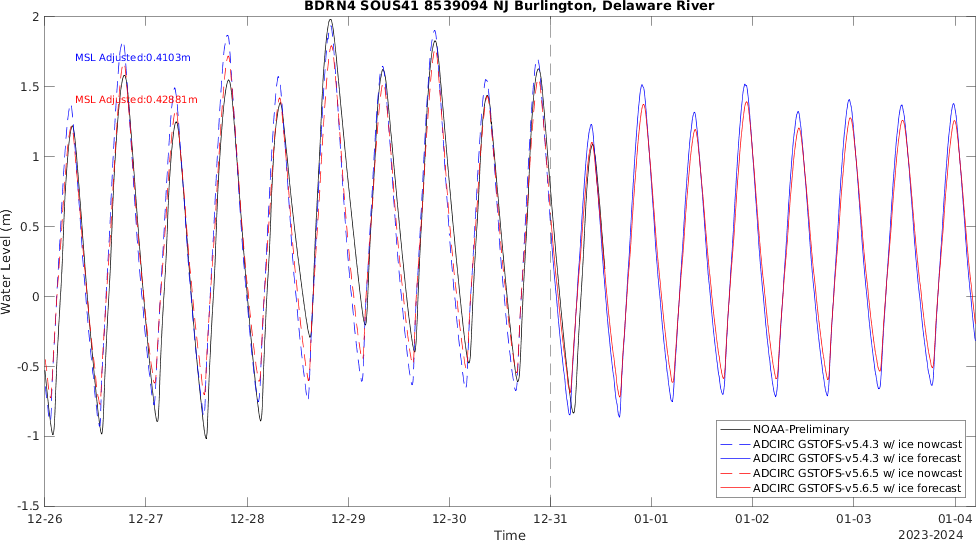 BDRN4 SOUS41 8539094 NJ Burlington, Delaware River
2
1.5
1
0.5
0
-0.5
-1
-1.5
Water Level (m)
MSL Adjusted:0.4103m
MSL Adjusted:0.42881m
NOAA-Preliminary
ADCIRC GSTOFS-v5.4.3 w/ ice nowcast
ADCIRC GSTOFS-v5.4.3 w/ ice forecast
ADCIRC GSTOFS-v5.6.5 w/ ice nowcast
ADCIRC GSTOFS-v5.6.5 w/ ice forecast
12-26 12-27 12-28 12-29 12-30 12-31 01-01 01-02 01-03 01-04
Time
2023-2024